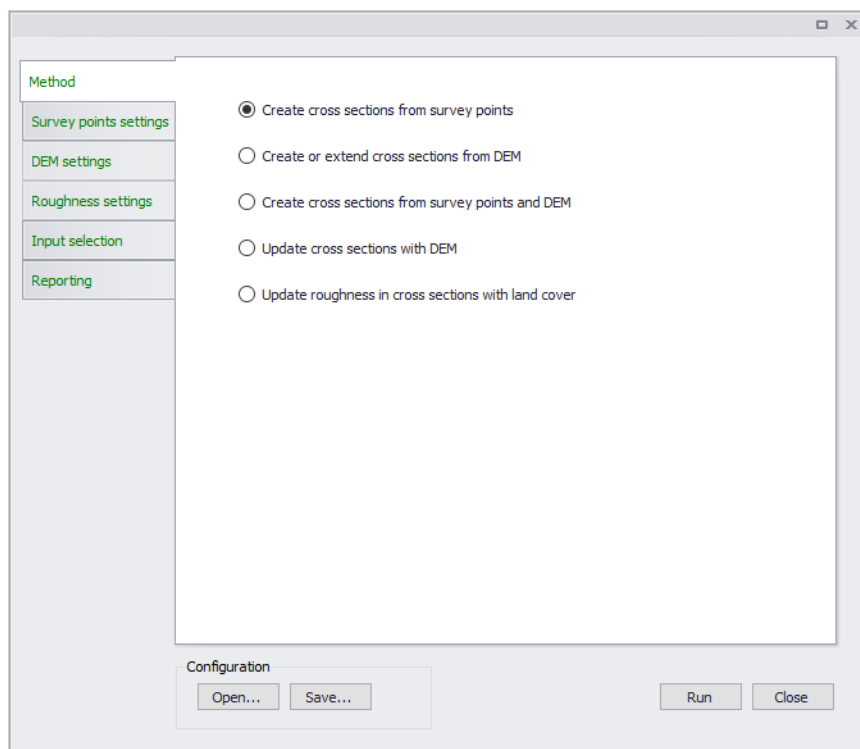 Method
Survey points settings
DEM settings
Roughness settings
Input selection
Reporting
Create cross sections from survey points
Create or extend cross sections from DEM
Create cross sections from survey points and DEM
Update cross sections with DEM
Update roughness in cross sections with land cover
Configuration
Open...
Save...
Run
Close